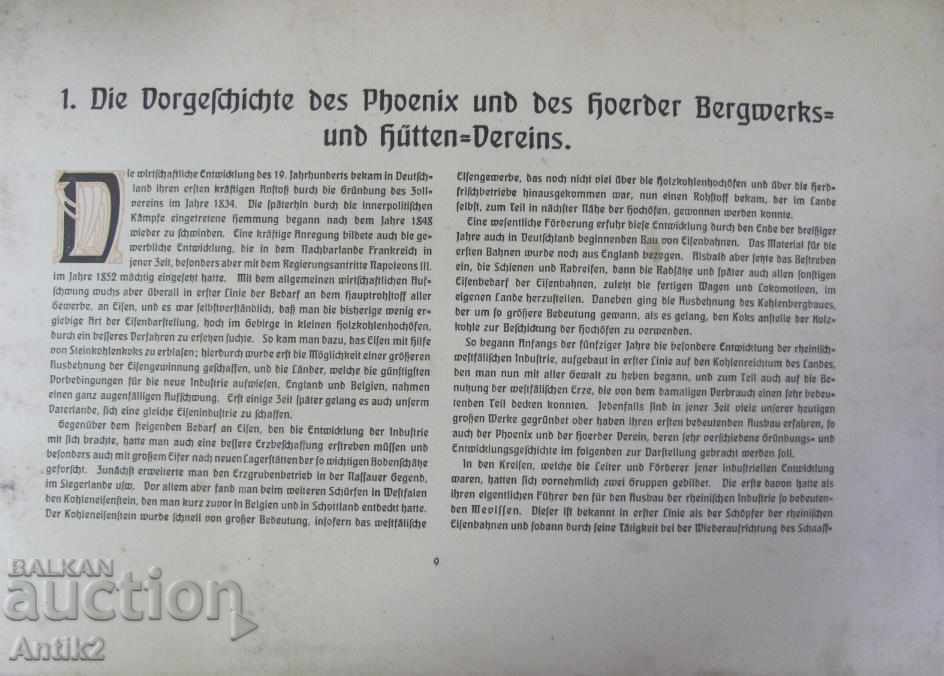 1. Die Vorgeschichte des Phoenix und des Hoerder Bergwerks=
und Hütten=Vereins.
Die wirtschaftliche Entwicklung des 19. Jahrhunderts bekam in Deutsch-
land ihren ersten kräftigen Anstoß durch die Gründung des Zoll-
vereins im Jahre 1834. Die späterhin durch die innerpolitischen
Kämpfe eingetretene Hemmung begann nach dem Jahre 1848
wieder zu schwinden. Eine kräftige Anregung bildete auch die ge-
werbliche Entwicklung, die in dem Nachbarlande Frankreich in
jener Zeit, besonders aber mit dem Regierungsantritte Napoleons III.
im Jahre 1852 mächtig eingesetzt hatte. Mit dem allgemeinen wirtschaftlichen Auf-
schwung wuchs aber überall in erster Linie der Bedarf an dem Hauptrohstoff aller
Gewerbe, an Eisen, und es war selbstverständlich, daß man die bisherige wenig er-
giebige Art der Eisendarstellung, hoch im Gebirge in kleinen Holzkohlenhochöfen,
durch ein besseres Verfahren zu ersetzen suchte. So kam man dazu, das Eisen mit Hilfe
von Steinkohlenkoks zu erblasen; hierdurch wurde erst die Möglichkeit einer größeren
Ausdehnung der Eisengewinnung geschaffen, und die Länder, welche die günstigsten
Vorbedingungen für die neue Industrie aufwiesen, England und Belgien, nahmen
einen ganz augenfälligen Aufschwung. Erst einige Zeit später gelang es auch unserm
Vaterlande, sich eine gleiche Eisenindustrie zu schaffen.
Gegenüber dem steigenden Bedarf an Eisen, den die Entwicklung der Industrie
mit sich brachte, hatte man auch eine bessere Erzbeschaffung erstreben müssen und
besonders auch mit großem Eifer nach neuen Lagerstätten der so wichtigen Bodenschätze
geforscht. Zunächst erweiterte man den Erzgrubenbetrieb in der Nassauer Gegend,
im Siegerlande usw. Vor allem aber fand man beim weiteren Schürfen in Westfalen
den Kohleneisenstein, den man kurz zuvor in Belgien und in Schottland entdeckt hatte.
Der Kohleneisenstein wurde schnell von großer Bedeutung, insofern das westfälische
Eisengewerbe, das noch nicht viel über die Holzkohlenhochöfen und über die Herd-
frischbetriebe hinausgekommen war, nun einen Rohstoff bekam, der im Lande
selbst, zum Teil in nächster Nähe der Hochöfen, gewonnen werden konnte.
Eine wesentliche Förderung erfuhr diese Entwicklung durch den Ende der dreißiger
Jahre auch in Deutschland beginnenden Bau von Eisenbahnen. Das Material für die
ersten Bahnen wurde noch aus England bezogen. Alsbald aber setzte das Bestreben
ein, die Schienen und Radreifen, dann die Radsätze und später auch allen sonstigen
Eisenbedarf der Eisenbahnen, zuletzt die fertigen Wagen und Lokomotiven, im
eigenen Lande herzustellen. Daneben ging die Ausdehnung des Kohlenbergbaues,
der um so größere Bedeutung gewann, als es gelang, den Koks anstelle der Holz-
kohle zur Beschickung der Hochöfen zu verwenden.
So begann Anfangs der fünfziger Jahre die besondere Entwicklung der rheinisch-
westfälischen Industrie, aufgebaut in erster Linie auf den Kohlenreichtum des Landes,
den man nun mit aller Gewalt zu heben begann, und zum Teil auch auf die Be-
nutzung der westfälischen Erze, die von dem damaligen Verbrauch einen sehr bedeu-
tenden Teil decken konnten. Jedenfalls sind in jener Zeit viele unserer heutigen
großen Werke gegründet oder haben ihren ersten bedeutenden Ausbau erfahren, so
auch der Phoenix und der Hoerder Verein, deren sehr verschiedene Gründungs- und
Entwicklungsgeschichte im folgenden zur Darstellung gebracht werden soll.
In den Kreisen, welche die Leiter und Förderer jener industriellen Entwicklung
waren, hatten sich vornehmlich zwei Gruppen gebildet. Die erste davon hatte als
ihren eigentlichen Führer den für den Ausbau der rheinischen Industrie so bedeuten-
den Mevissen. Dieser ist bekannt in erster Linie als der Schöpfer der rheinischen
Eisenbahnen und sodann durch seine Tätigkeit bei der Wiederaufrichtung des Schaaff-
9
BALKAN
auction
Antik2